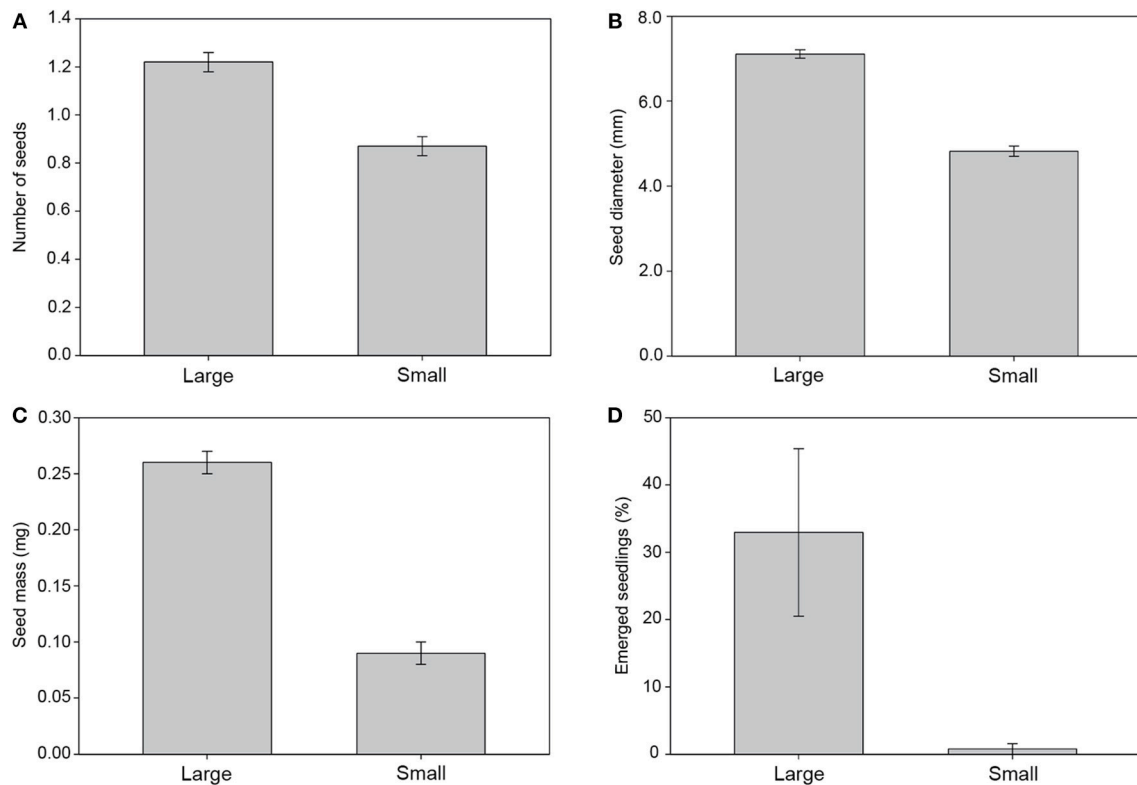 A
Number of seeds
1.4
1.2
1.0
0.8
0.6
0.4
0.2
0.0
Large Small
B
Seed diameter (mm)
8.0
6.0
4.0
2.0
0.0
Large Small
C
Seed mass (mg)
0.30
0.25
0.20
0.15
0.10
0.05
0.00
Large Small
D
Emerged seedlings (%)
50
40
30
20
10
0
Large Small